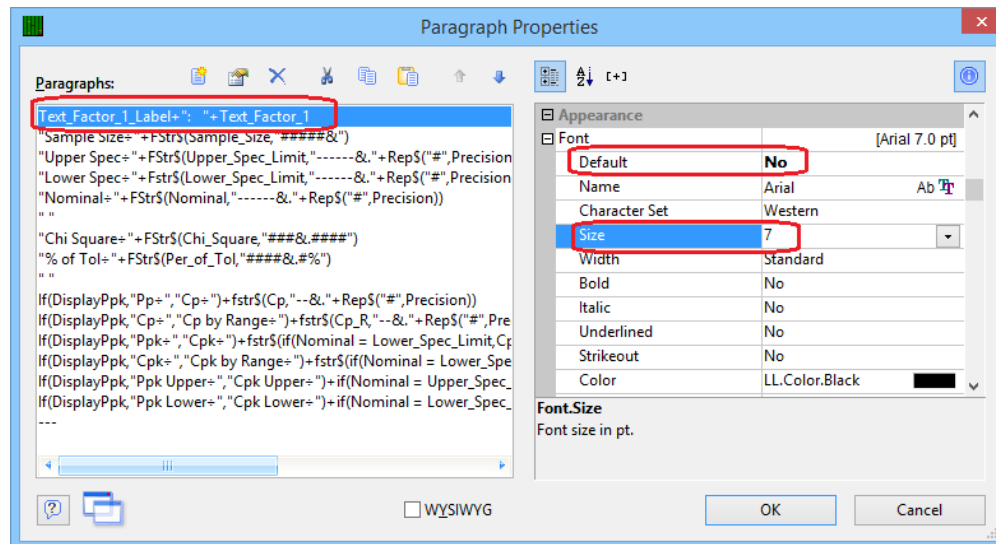 Paragraph Properties
Paragraphs:
Text_Factor_1_Label+":   "+Text_Factor_1
"Sample Size÷"+FStr$(Sample_Size,"#####&")
"Upper Spec÷"+FStr$(Upper_Spec_Limit,"------&."+Rep$("#",Precision
"Lower Spec÷"+Fstr$(Lower_Spec_Limit,"------&."+Rep$("#",Precision
"Nominal÷"+FStr$(Nominal,"------&."+Rep$("#",Precision))
" "
"Chi Square÷"+FStr$(Chi_Square,"###&.####")
"% of Tol÷"+FStr$(Per_of_Tol,"####&.#%")
" "
If(DisplayPpk,"Pp÷","Cp÷")+fstr$(Cp,"--&."+Rep$("#",Precision))
If(DisplayPpk,"Cp÷","Cp by Range÷")+fstr$(Cp_R,"--&."+Rep$("#",Pre
If(DisplayPpk,"Ppk÷","Cpk÷")+fstr$(if(Nominal = Lower_Spec_Limit,Cp
If(DisplayPpk,"Cpk÷","Cpk by Range÷")+fstr$(if(Nominal = Lower_Spe
If(DisplayPpk,"Ppk Upper÷","Cpk Upper÷")+if(Nominal = Upper_Spec_
If(DisplayPpk,"Ppk Lower÷","Cpk Lower÷")+if(Nominal = Lower_Spec_
---
Appearance
Font [Arial 7.0 pt]
Default No
Name Arial Ab
Character Set Western
Size 7
Width Standard
Bold No
Italic No
Underlined No
Strikeout No
Color LL.Color.Black
Font.Size
Font size in pt.
WYSIWYG
OK
Cancel